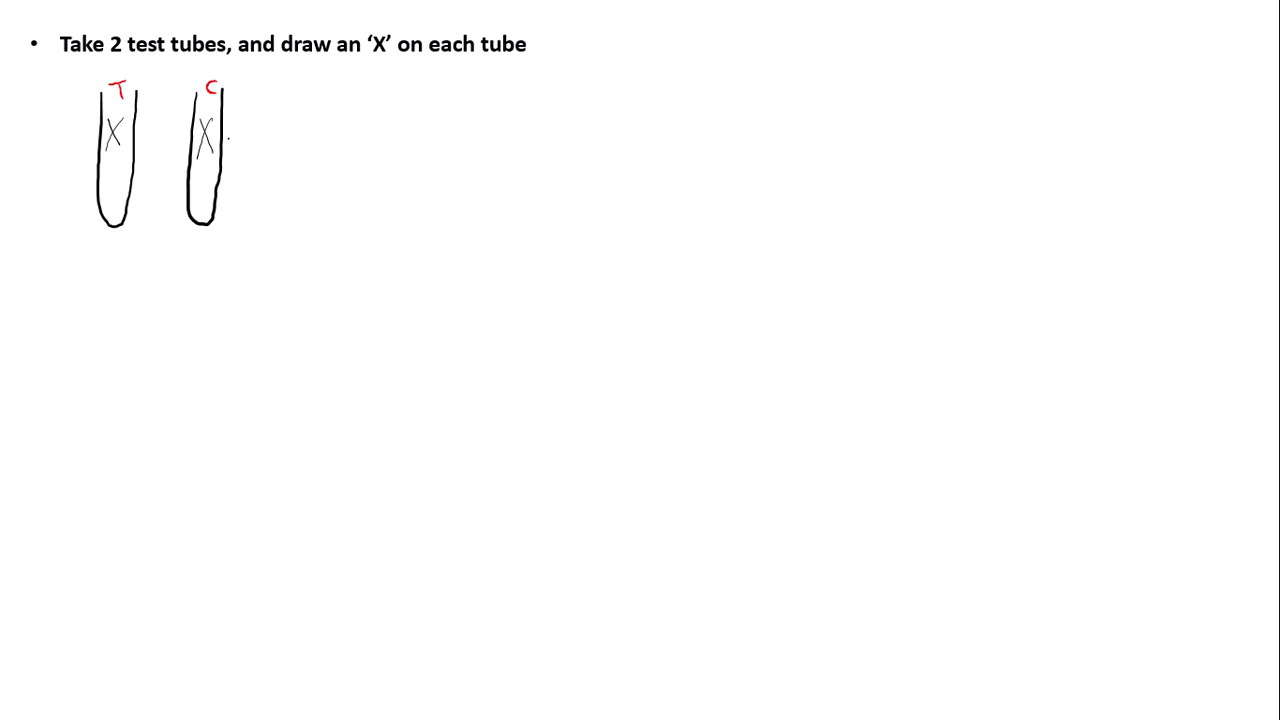 • Take 2 test tubes, and draw an ‘X’ on each tube
T C
X X